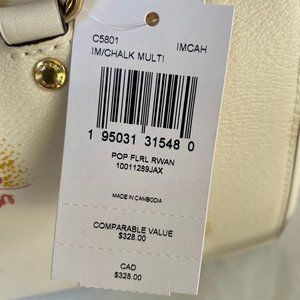 C5801 IMCAH
IM/CHALK MULTI
1 95031 31548 0
POP FLRL RWAN
10011289JAX
MADE IN CAMBODIA
COMPARABLE VALUE
$328.00
CAD
$328.00